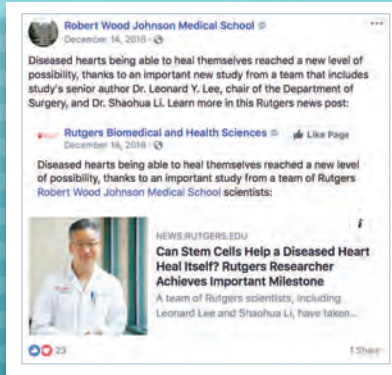 Robert Wood Johnson Medical School
December 14, 2018 ·
Diseased hearts being able to heal themselves reached a new level of
possibility, thanks to an important new study from a team that includes
study's senior author Dr. Leonard Y. Lee, chair of the Department of
Surgery, and Dr. Shaohua Li. Learn more in this Rutgers news post:
Rutgers Biomedical and Health Sciences
Like Page
December 14, 2018 ·
Diseased hearts being able to heal themselves reached a new level
of possibility, thanks to an important study from a team of Rutgers
Robert Wood Johnson Medical School scientists:
NEWS.RUTGERS.EDU
i
Can Stem Cells Help a Diseased Heart
Heal Itself? Rutgers Researcher
Achieves Important Milestone
A team of Rutgers scientists, including
Leonard Lee and Shaohua Li, have taken...
23
1 Share